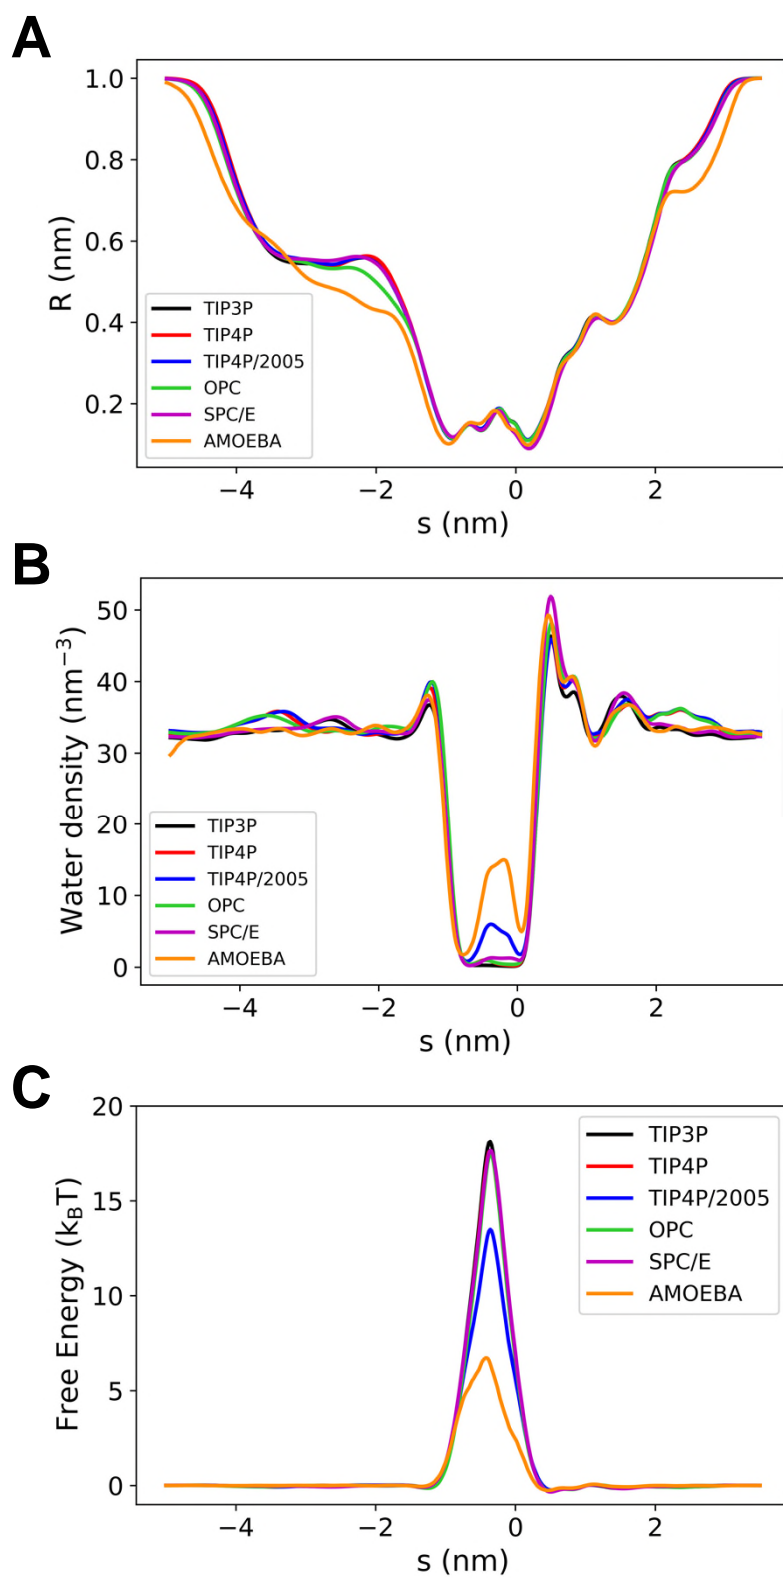 A
1.0
0.8
0.6
0.4
0.2
R (nm)
TIP3P
TIP4P
TIP4P/2005
OPC
SPC/E
AMOEBA
−4 −2 0 2
s (nm)
B
50
40
30
20
10
0
Water density (nm⁻³)
TIP3P
TIP4P
TIP4P/2005
OPC
SPC/E
AMOEBA
−4 −2 0 2
s (nm)
C
20
15
10
5
0
Free Energy (k_BT)
TIP3P
TIP4P
TIP4P/2005
OPC
SPC/E
AMOEBA
−4 −2 0 2
s (nm)